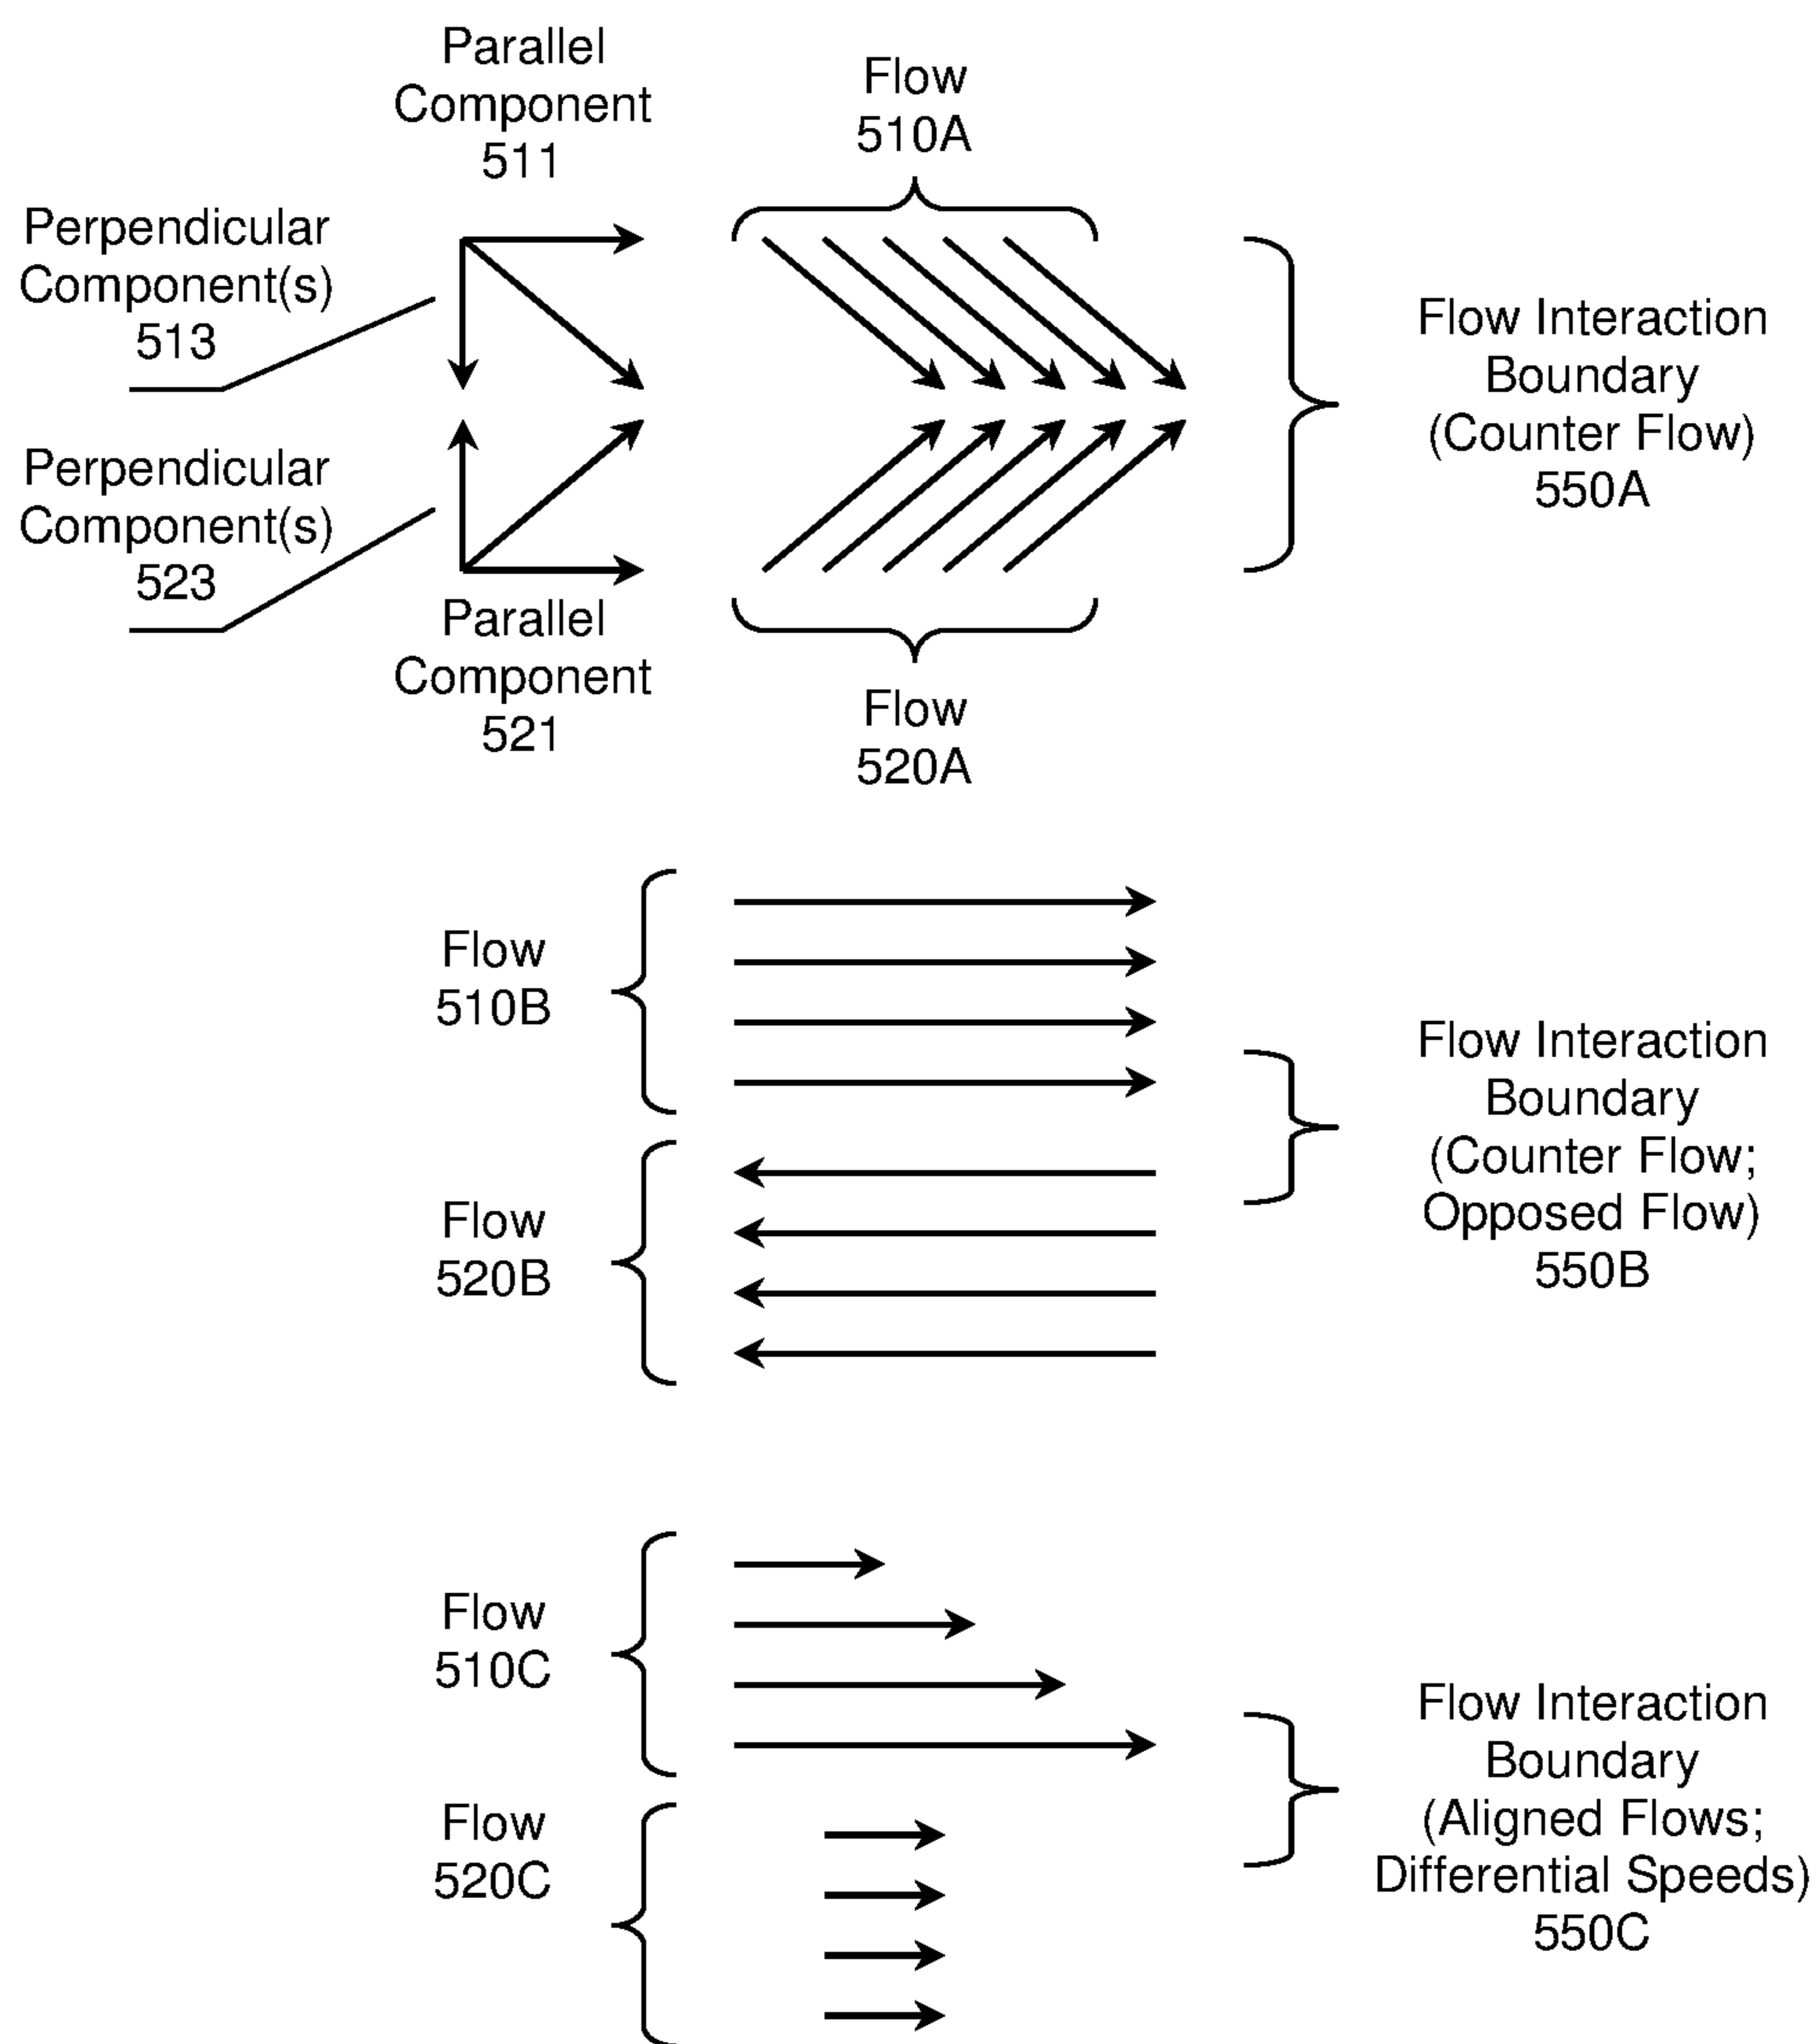 Parallel
Component
511
Flow
510A
Perpendicular
Component(s)
513
Flow Interaction
Boundary
(Counter Flow)
550A
Perpendicular
Component(s)
523
Parallel
Component
521
Flow
520A
Flow
510B
Flow Interaction
Boundary
(Counter Flow;
Opposed Flow)
550B
Flow
520B
Flow
510C
Flow Interaction
Boundary
(Aligned Flows;
Differential Speeds)
550C
Flow
520C